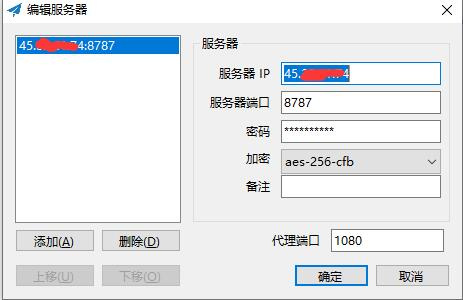 编辑服务器
45. 74:8787
服务器
服务器 IP
45. 74
服务器端口
8787
密码
**********
加密
aes-256-cfb
备注
添加(A)
删除(D)
代理端口
1080
上移(U)
下移(O)
确定
取消